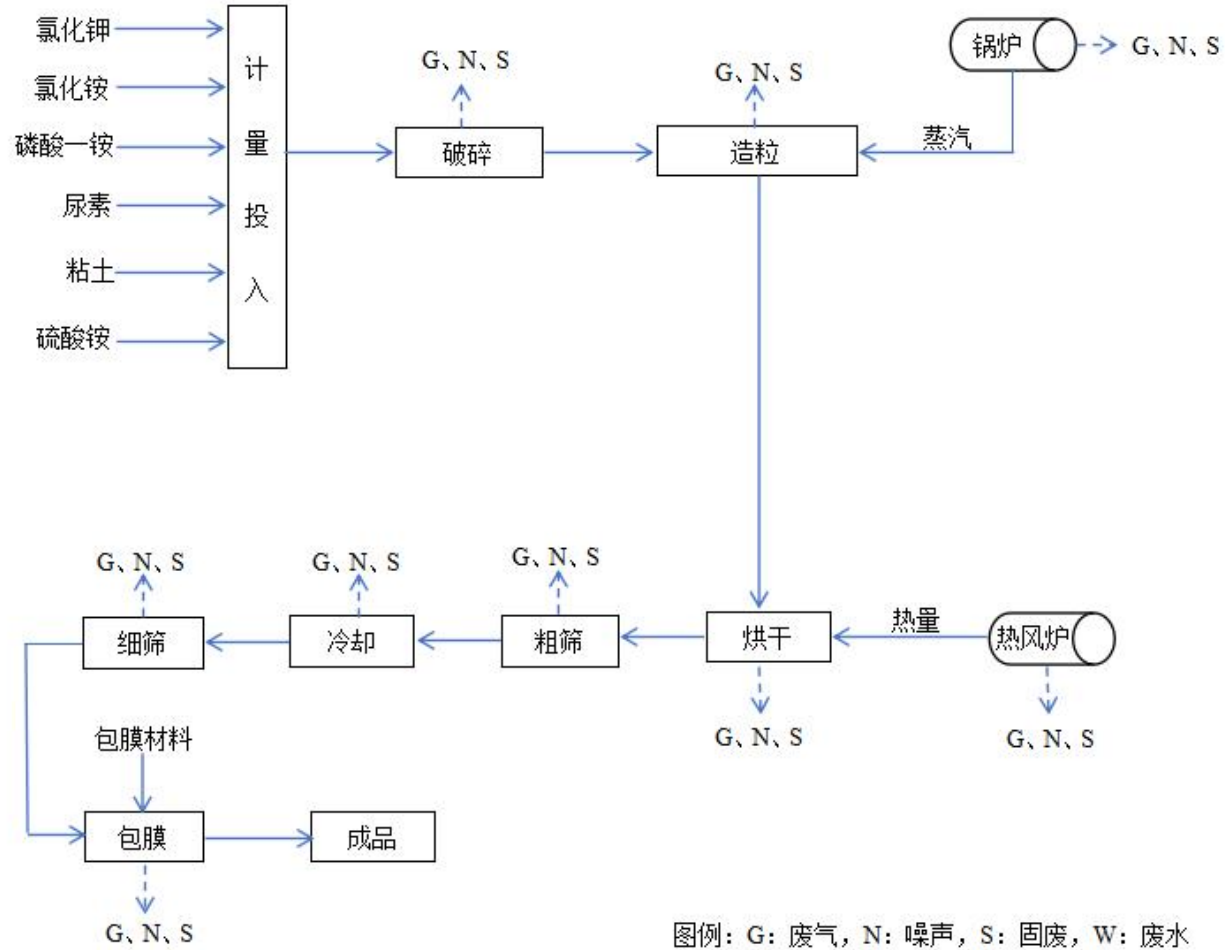 氯化钾
氯化铵
磷酸一铵
尿素
粘土
硫酸铵
计
量
投
入
G、N、S
破碎
G、N、S
造粒
蒸汽
锅炉
G、N、S
G、N、S
细筛
G、N、S
冷却
G、N、S
粗筛
烘干
G、N、S
热量
热风炉
G、N、S
包膜材料
包膜
成品
G、N、S
图例：G：废气，N：噪声，S：固废，W：废水